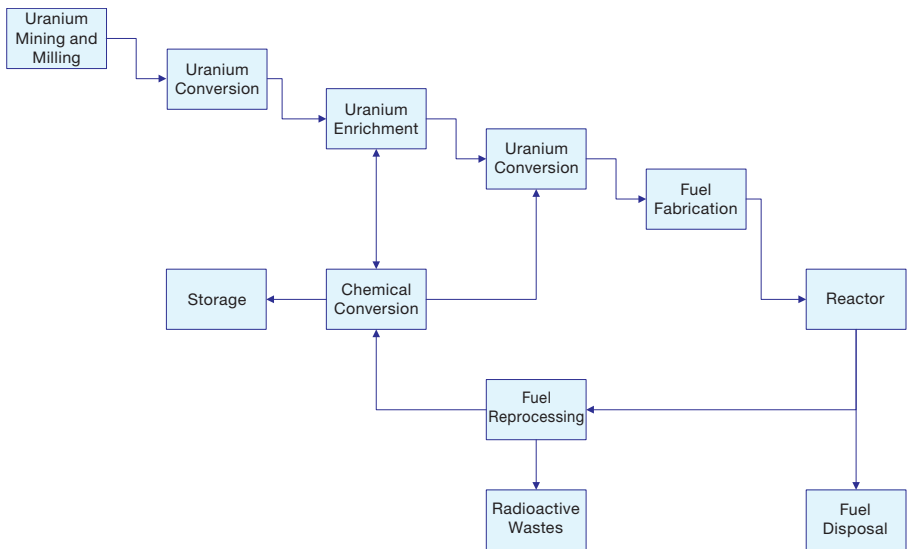 Uranium
Mining and
Milling
Uranium
Conversion
Uranium
Enrichment
Uranium
Conversion
Fuel
Fabrication
Storage
Chemical
Conversion
Reactor
Fuel
Reprocessing
Radioactive
Wastes
Fuel
Disposal